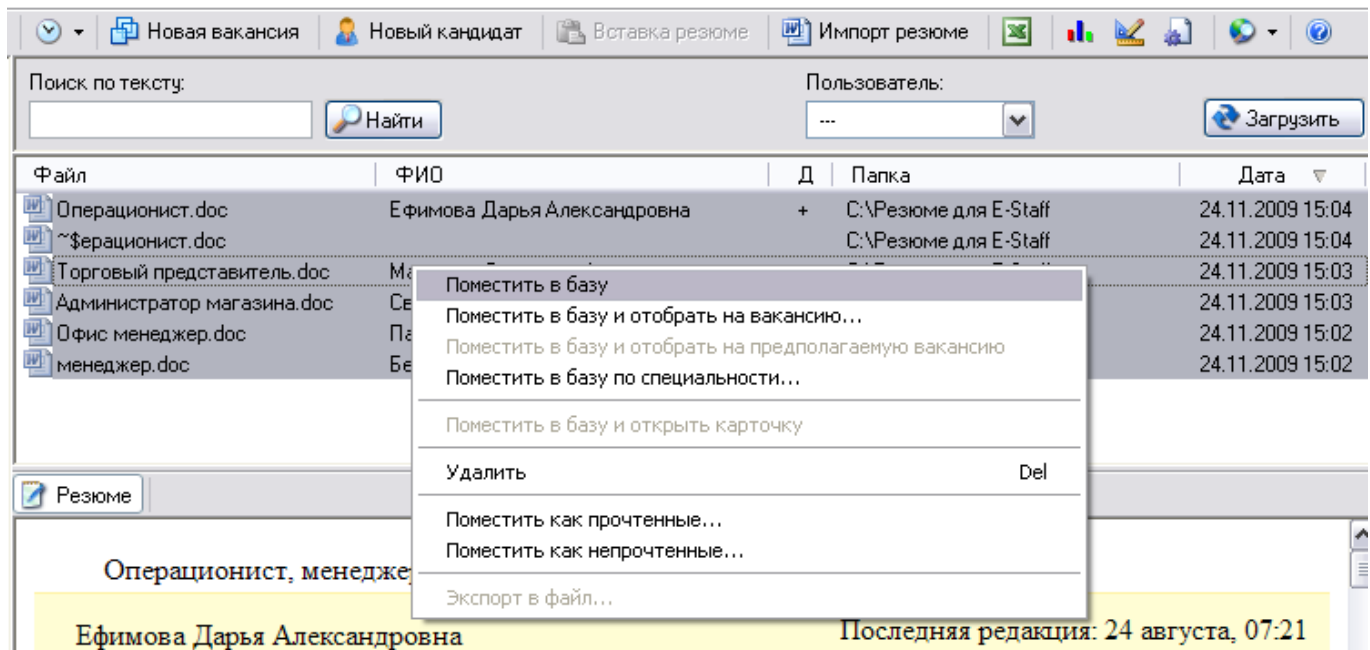 Новая вакансия Новый кандидат Вставка резюме Импорт резюме
Поиск по тексту: Пользователь:
Найти --- Загрузить
Файл ФИО Д Папка Дата
Операционист.doc Ефимова Дарья Александровна + C:\Резюме для E-Staff 24.11.2009 15:04
~$ерационист.doc C:\Резюме для E-Staff 24.11.2009 15:04
Торговый представитель.doc 24.11.2009 15:03
Администратор магазина.doc 24.11.2009 15:03
Офис менеджер.doc 24.11.2009 15:02
менеджер.doc 24.11.2009 15:02
Поместить в базу
Поместить в базу и отобрать на вакансию...
Поместить в базу и отобрать на предполагаемую вакансию
Поместить в базу по специальности...
Поместить в базу и открыть карточку
Удалить Del
Поместить как прочтенные...
Поместить как непрочтенные...
Экспорт в файл...
Резюме
Операционист,
Ефимова Дарья Александровна Последняя редакция: 24 августа, 07:21